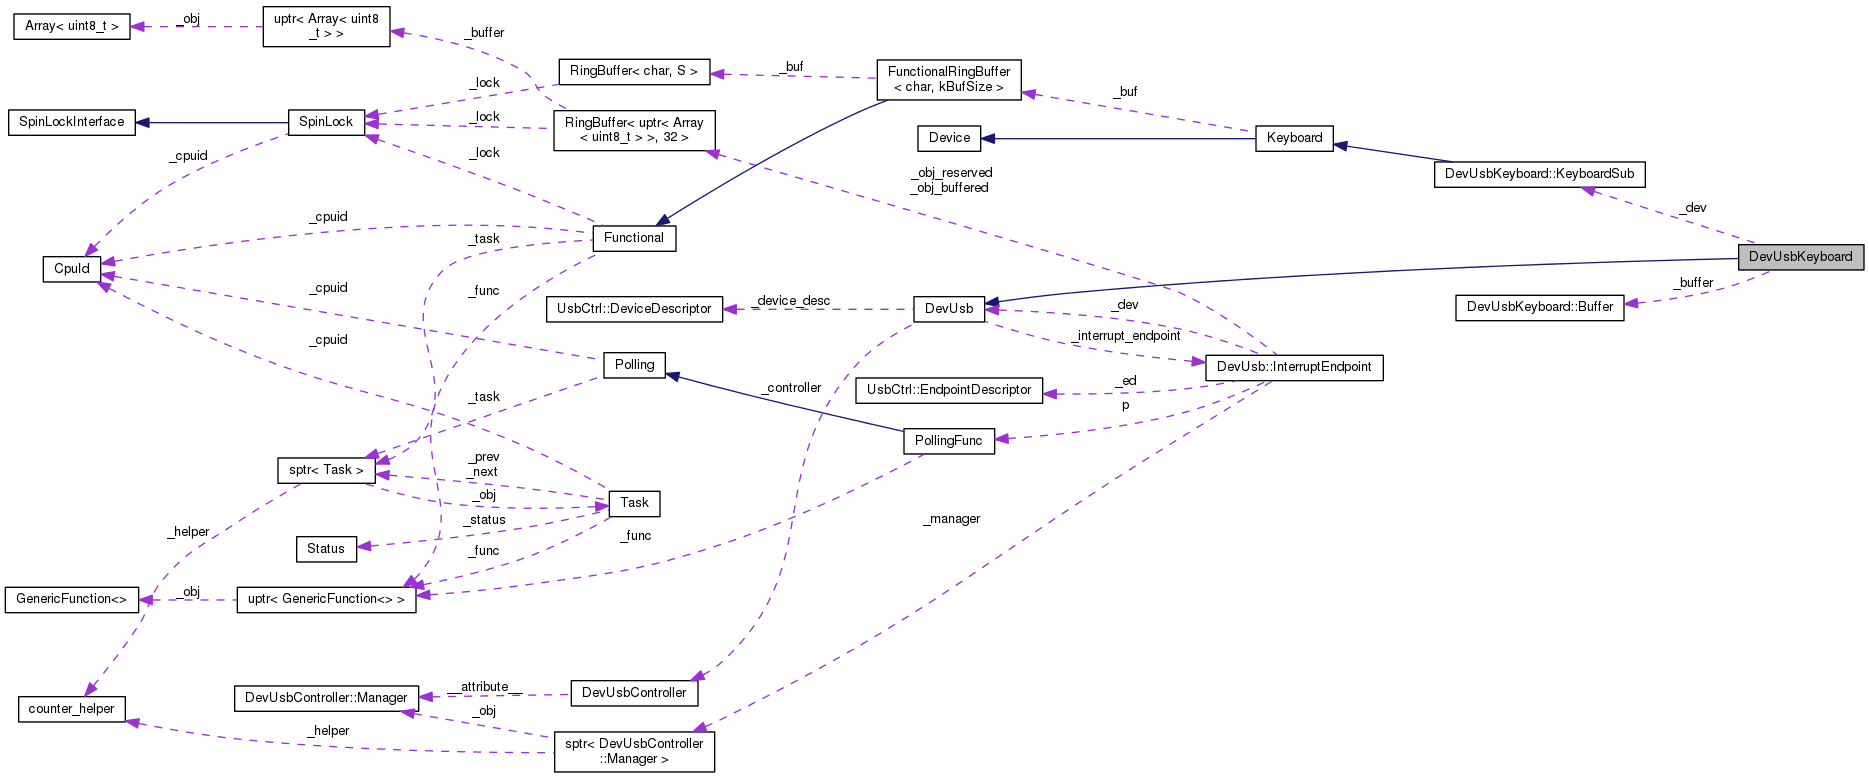 Array< uint8_t >
_obj
uptr< Array< uint8
_t > >
_buffer
RingBuffer< char, S >
_buf
FunctionalRingBuffer
< char, kBufSize >
_buf
_lock
SpinLockInterface
SpinLock
_lock
RingBuffer< uptr< Array
< uint8_t > >, 32 >
Device
Keyboard
_cpuid
_lock
_obj_reserved
_obj_buffered
DevUsbKeyboard::KeyboardSub
_dev
_cpuid
_task
Functional
DevUsbKeyboard
CpuId
_cpuid
_func
UsbCtrl::DeviceDescriptor
_device_desc
DevUsb
_dev
_buffer
DevUsbKeyboard::Buffer
_cpuid
_interrupt_endpoint
Polling
DevUsb::InterruptEndpoint
_controller
UsbCtrl::EndpointDescriptor
_ed
_task
p
PollingFunc
_prev
_next
sptr< Task >
_obj
Task
_helper
_status
_manager
Status
_func
_func
GenericFunction<>
_obj
uptr< GenericFunction<> >
__attribute__
DevUsbController::Manager
DevUsbController
counter_helper
_obj
_helper
sptr< DevUsbController
::Manager >